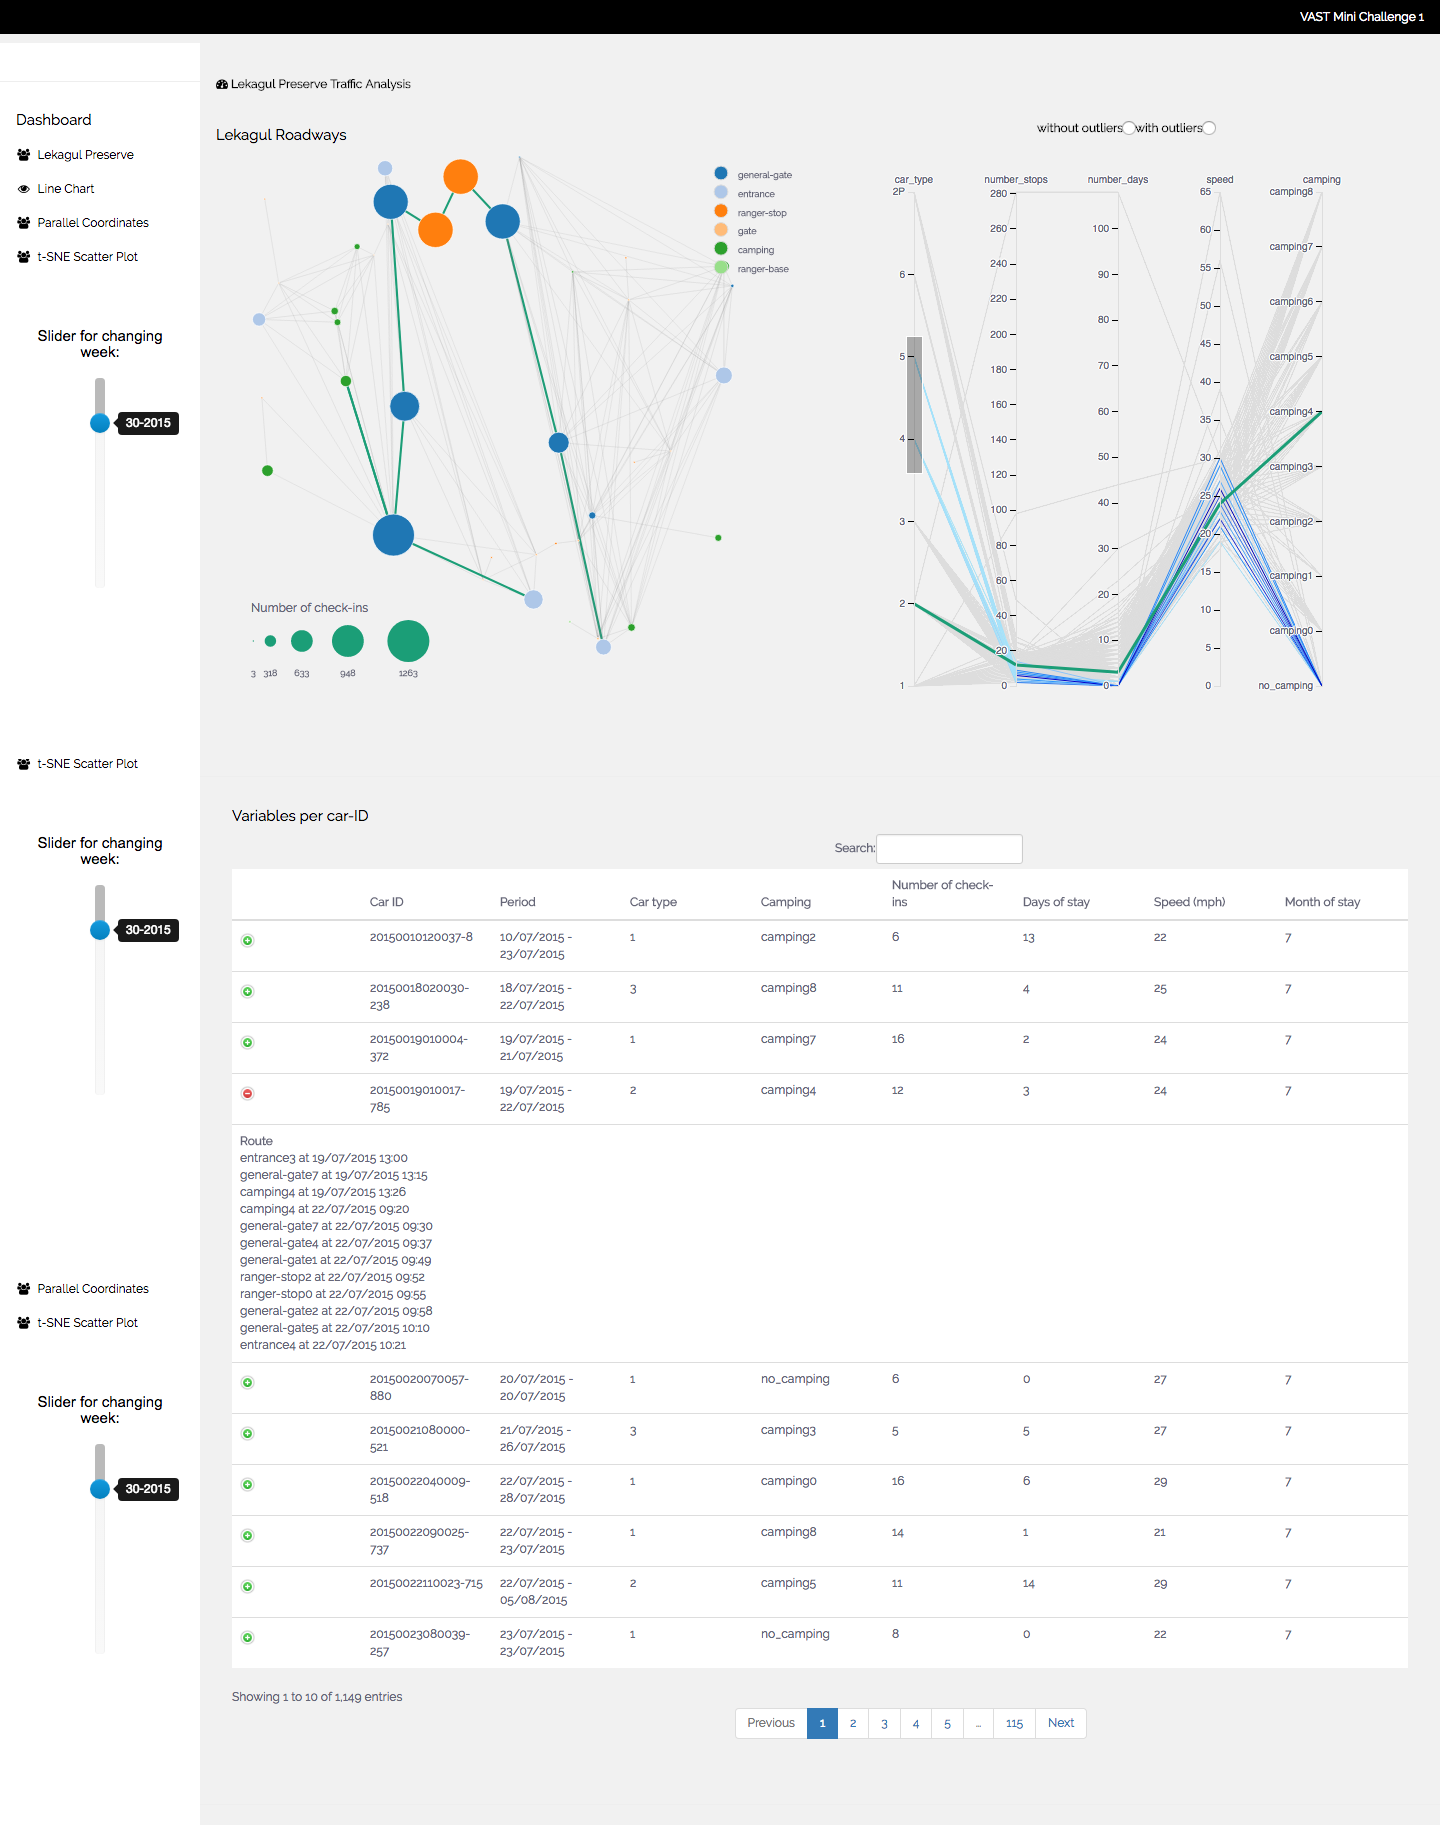 VAST Mini Challenge 1
Dashboard
Lekagul Preserve
Line Chart
Parallel Coordinates
t-SNE Scatter Plot
Slider for changing
week:
30-2015
Lekagul Preserve Traffic Analysis
Lekagul Roadways
general-gate
entrance
ranger-stop
gate
camping
ranger-base
Number of check-ins
3 318 633 948 1263
without outliers with outliers
car_type number_stops number_days speed camping
2P
6
5
4
3
2
1
280
260
240
220
200
180
160
140
120
100
80
60
40
20
0
100
90
80
70
60
50
40
30
20
10
0
65
60
55
50
45
40
35
30
25
20
15
10
5
0
camping8
camping7
camping6
camping5
camping4
camping3
camping2
camping1
camping0
no_camping
t-SNE Scatter Plot
Slider for changing
week:
30-2015
Parallel Coordinates
t-SNE Scatter Plot
Slider for changing
week:
30-2015
Variables per car-ID
Search:
Car ID Period Car type Camping Number of check-
ins Days of stay Speed (mph) Month of stay
20150010120037-8 10/07/2015 - 1 camping2 6 13 22 7
23/07/2015
20150018020030- 18/07/2015 - 3 camping8 11 4 25 7
238 22/07/2015
20150019010004- 19/07/2015 - 1 camping7 16 2 24 7
372 21/07/2015
20150019010017- 19/07/2015 - 2 camping4 12 3 24 7
785 22/07/2015
Route
entrance3 at 19/07/2015 13:00
general-gate7 at 19/07/2015 13:15
camping4 at 19/07/2015 13:26
camping4 at 22/07/2015 09:20
general-gate7 at 22/07/2015 09:30
general-gate4 at 22/07/2015 09:37
general-gate1 at 22/07/2015 09:49
ranger-stop2 at 22/07/2015 09:52
ranger-stop0 at 22/07/2015 09:55
general-gate2 at 22/07/2015 09:58
general-gate5 at 22/07/2015 10:10
entrance4 at 22/07/2015 10:21
20150020070057- 20/07/2015 - 1 no_camping 6 0 27 7
880 20/07/2015
20150021080000- 21/07/2015 - 3 camping3 5 5 27 7
521 26/07/2015
20150022040009- 22/07/2015 - 1 camping0 16 6 29 7
518 28/07/2015
20150022090025- 22/07/2015 - 1 camping8 14 1 21 7
737 23/07/2015
20150022110023-715 22/07/2015 - 2 camping5 11 14 29 7
05/08/2015
20150023080039- 23/07/2015 - 1 no_camping 8 0 22 7
257 23/07/2015
Showing 1 to 10 of 1,149 entries
Previous 1 2 3 4 5 … 115 Next